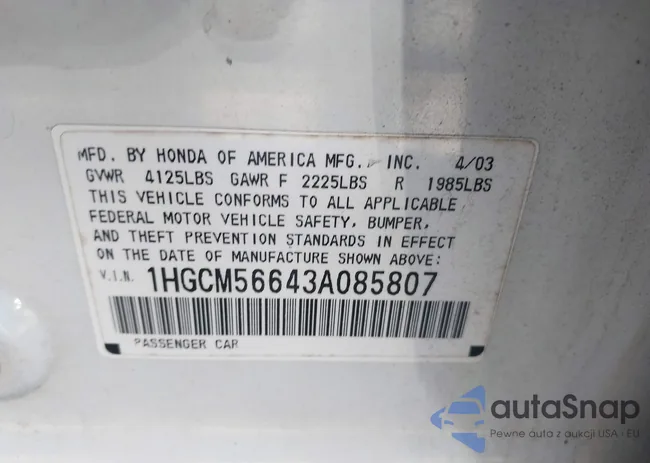 MFD. BY HONDA OF AMERICA MFG., INC. 4/03
GVWR 4125LBS GAWR F 2225LBS R 1985LBS
THIS VEHICLE CONFORMS TO ALL APPLICABLE
FEDERAL MOTOR VEHICLE SAFETY, BUMPER,
AND THEFT PREVENTION STANDARDS IN EFFECT
ON THE DATE OF MANUFACTURE SHOWN ABOVE:
V.I.N. 1HGCM56643A085807
PASSENGER CAR
autoSnap
Pewne auta z aukcji USA - EU